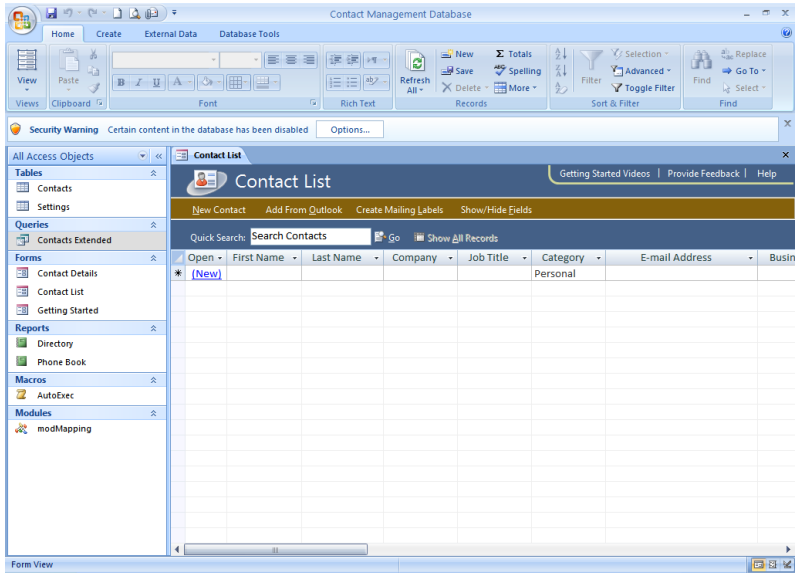 Contact Management Database
Home Create External Data Database Tools
View Paste B I U A Refresh All New Save Delete Totals Spelling More Filter Selection Advanced Toggle Filter Find Replace Go To Select
Views Clipboard Font Rich Text Records Sort & Filter Find
Security Warning Certain content in the database has been disabled Options...
All Access Objects
Tables
Contacts
Settings
Queries
Contacts Extended
Forms
Contact Details
Contact List
Getting Started
Reports
Directory
Phone Book
Macros
AutoExec
Modules
modMapping
Contact List
Contact List Getting Started Videos | Provide Feedback | Help
New Contact Add From Outlook Create Mailing Labels Show/Hide Fields
Quick Search: Search Contacts Go Show All Records
Open First Name Last Name Company Job Title Category E-mail Address Busin
(New) Personal
Form View